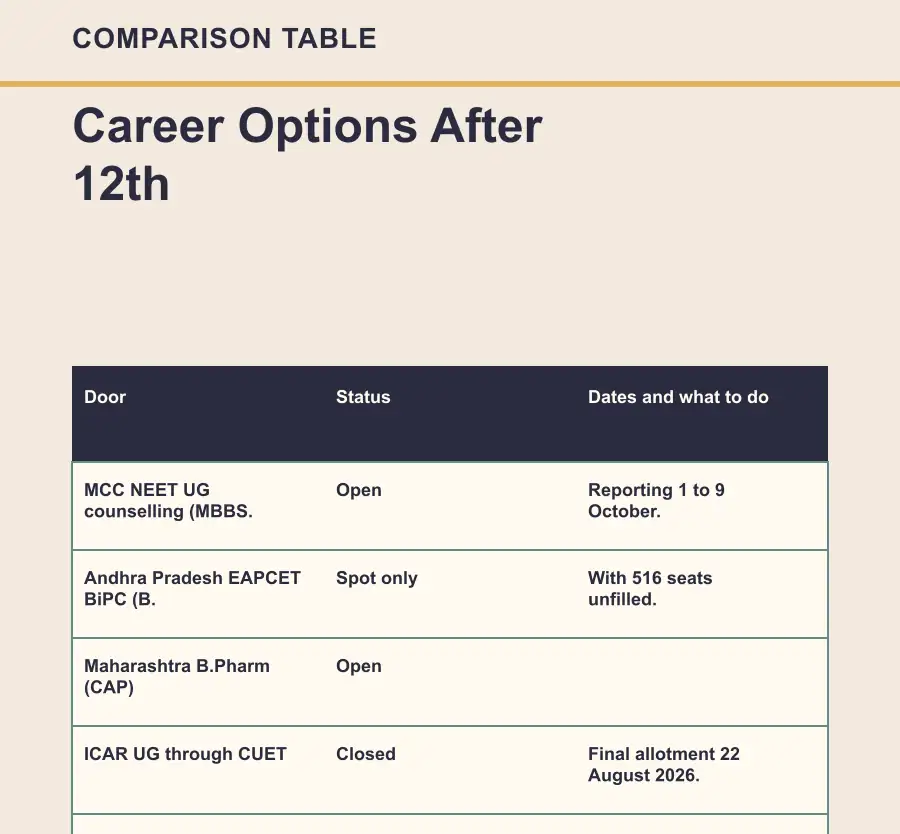 COMPARISON TABLE
Career Options After
12th
Door Status Dates and what to do
MCC NEET UG
counselling (MBBS.
Open
Reporting 1 to 9
October.
Andhra Pradesh EAPCET
BiPC (B.
Spot only
With 516 seats
unfilled.
Maharashtra B.Pharm
(CAP)
Open
ICAR UG through CUET
Closed
Final allotment 22
August 2026.